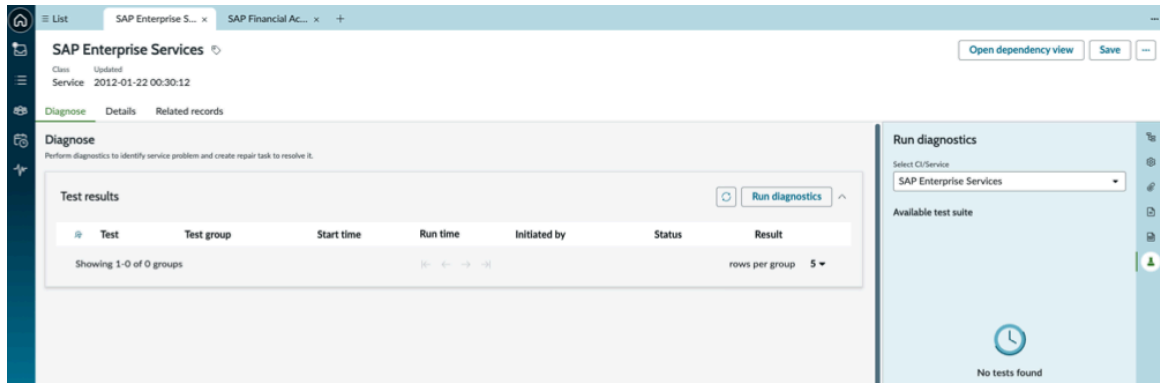 List
SAP Enterprise S... ×
SAP Financial Ac... ×
+
SAP Enterprise Services
Open dependency view
Save
Class
Updated
Service
2012-01-22 00:30:12
Diagnose
Details
Related records
Diagnose
Perform diagnostics to identify service problem and create repair task to resolve it.
Test results
Run diagnostics
Test
Test group
Start time
Run time
Initiated by
Status
Result
Showing 1-0 of 0 groups
rows per group
5
Run diagnostics
Select CI/Service
SAP Enterprise Services
Available test suite
No tests found